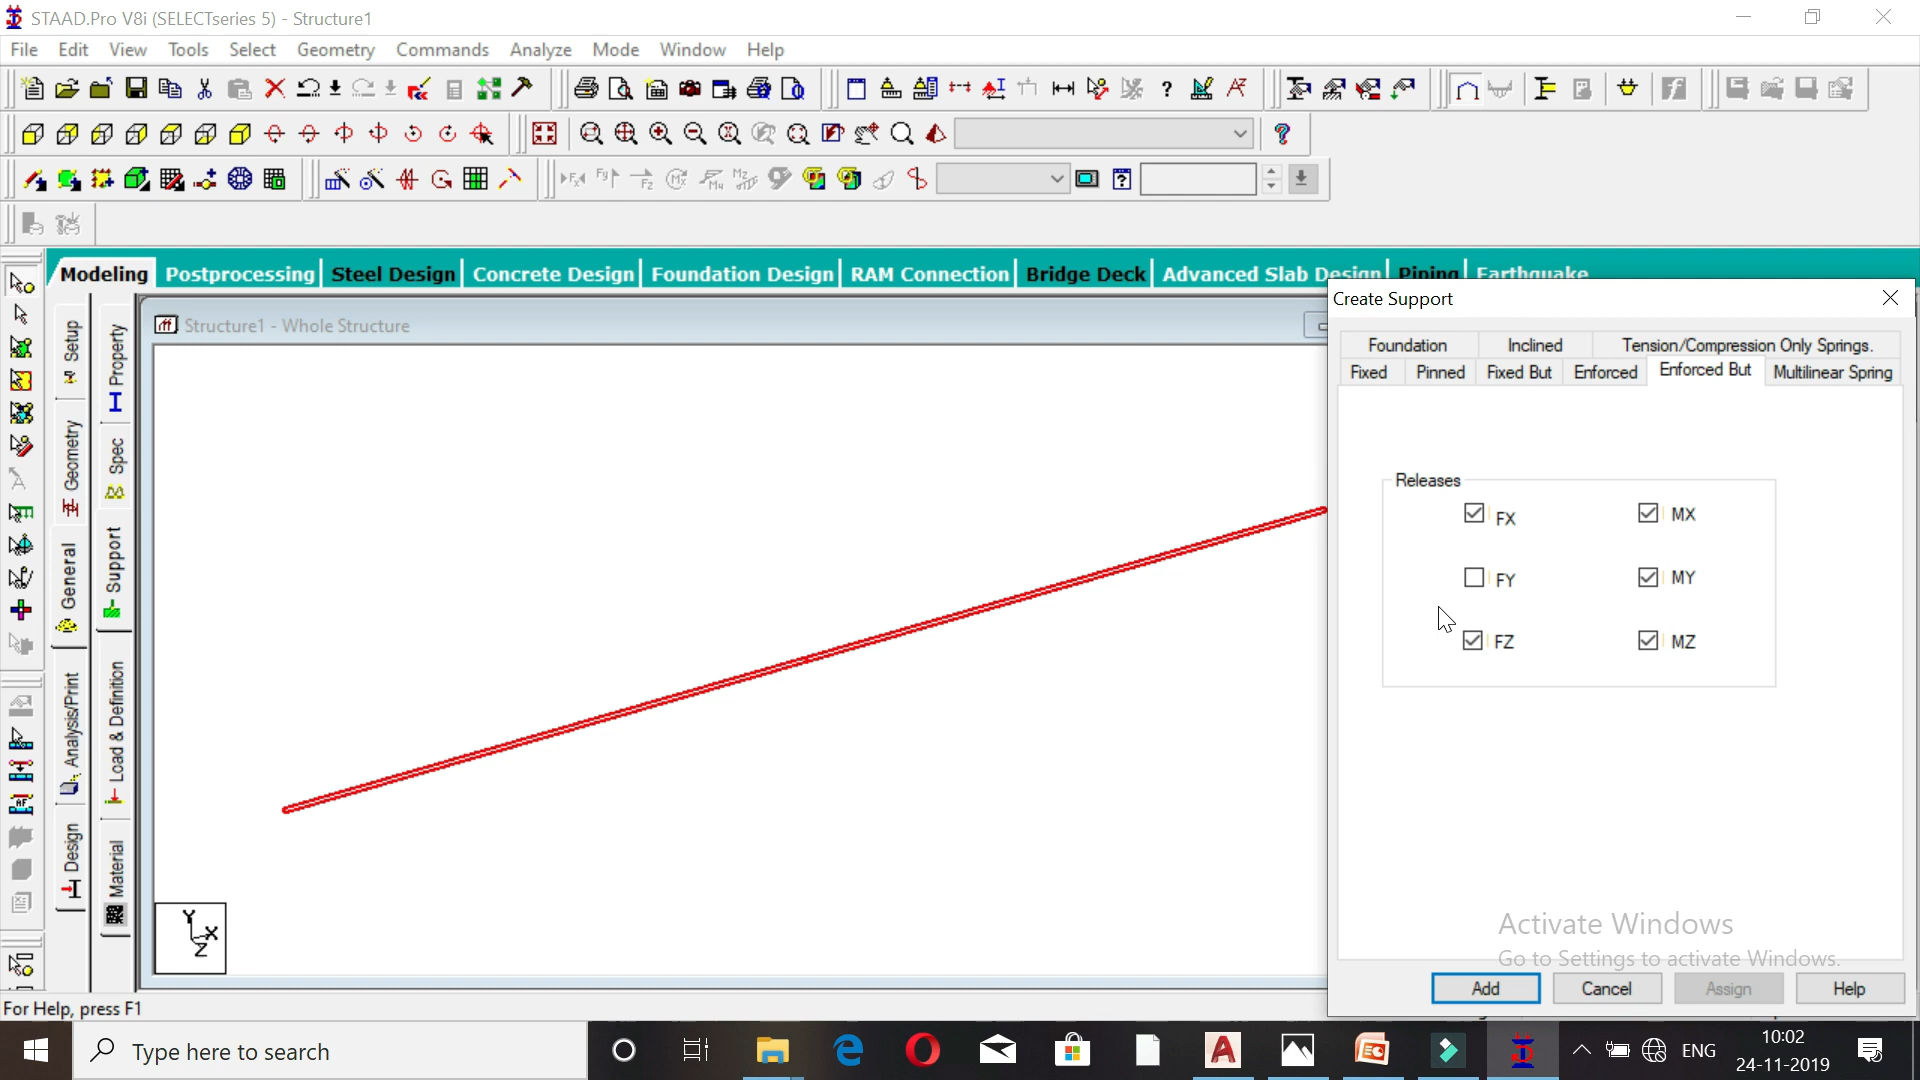 STAAD.Pro V8i (SELECTseries 5) - Structure1
File Edit View Tools Select Geometry Commands Analyze Mode Window Help
Modeling Postprocessing Steel Design Concrete Design Foundation Design RAM Connection Bridge Deck Advanced Slab Design Piping Earthquake
Setup
Geometry
General
Analysis/Print
Design
Property
Spec
Support
Load & Definition
Material
Structure1 - Whole Structure
Y
X
Z
Create Support
Foundation Inclined Tension/Compression Only Springs.
Fixed Pinned Fixed But Enforced Enforced But Multilinear Spring
Releases
FX MX
FY MY
FZ MZ
Activate Windows
Go to Settings to activate Windows.
Add Cancel Assign Help
For Help, press F1
Type here to search
ENG
10:02
24-11-2019